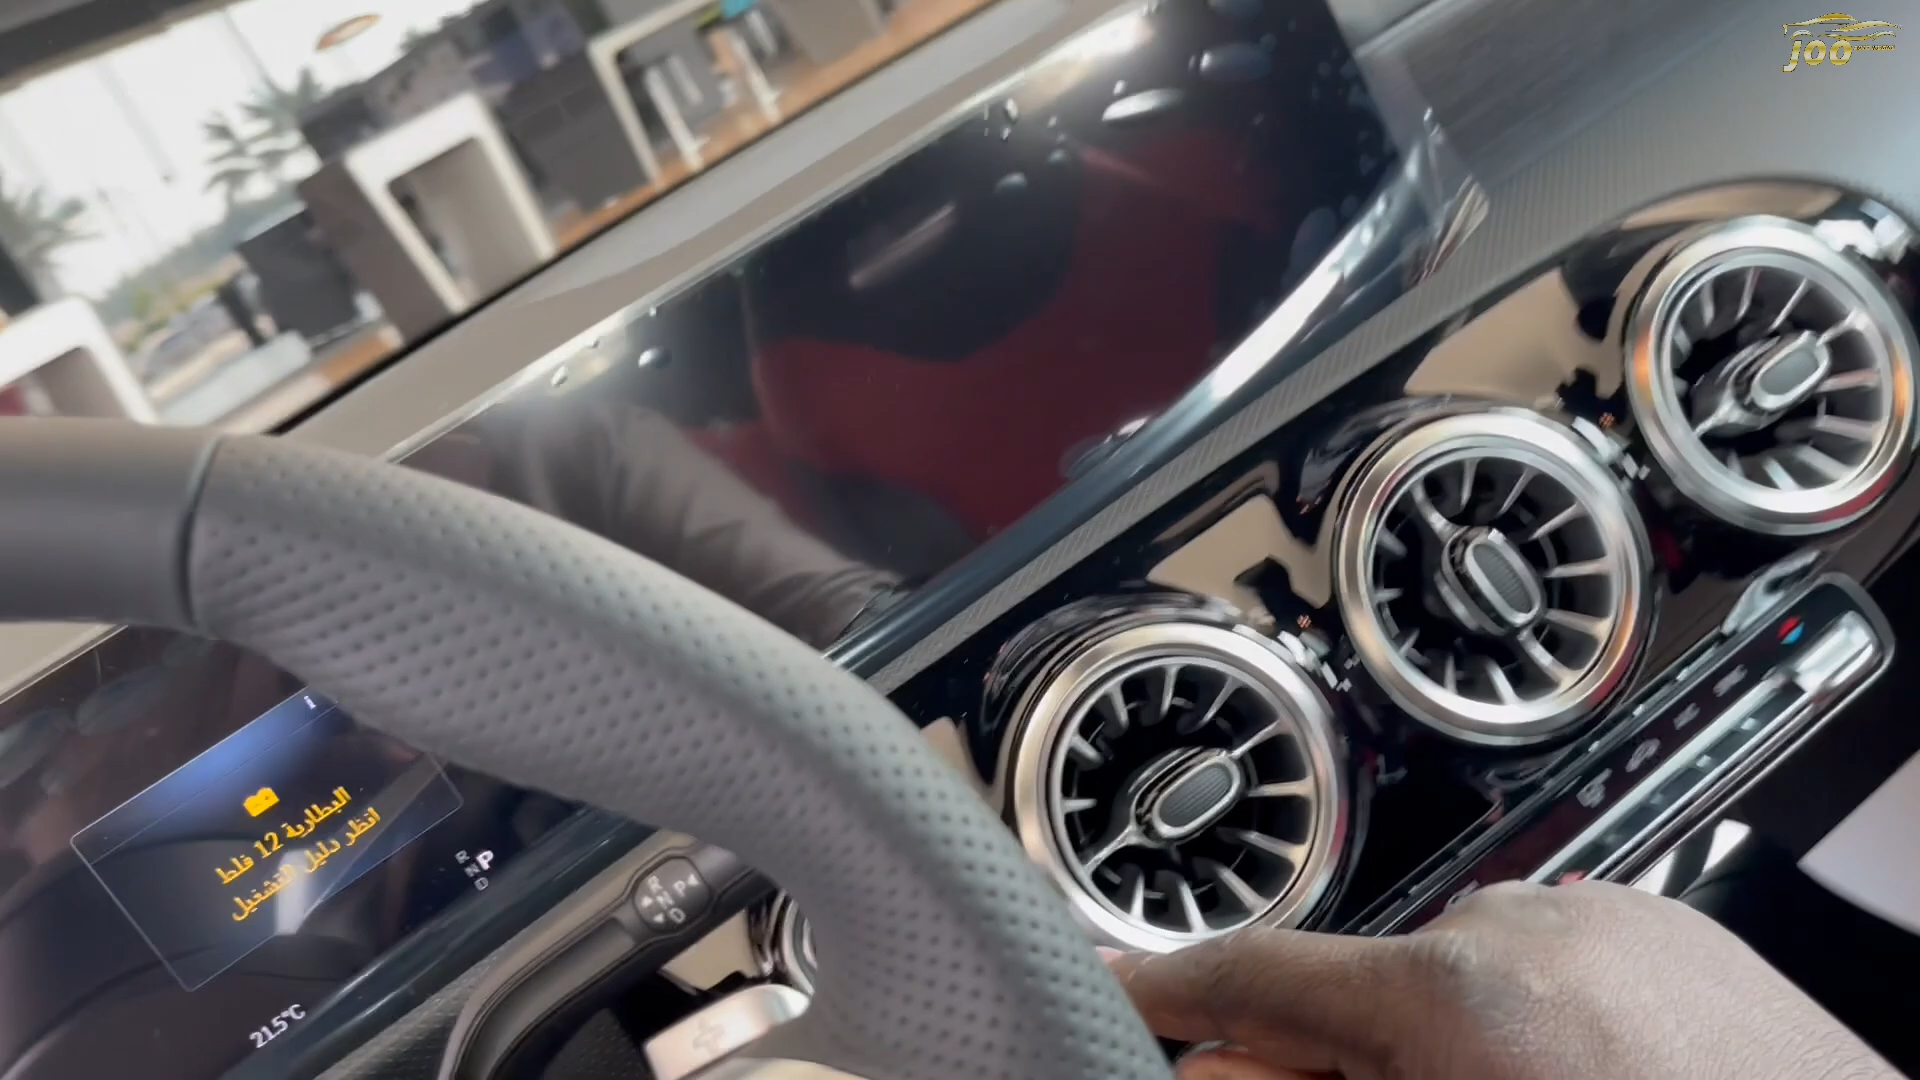 joo
i
البطارية 12 فلط
انظر دليل التشغيل
R
N P
D
R
N P
D
21.5°C